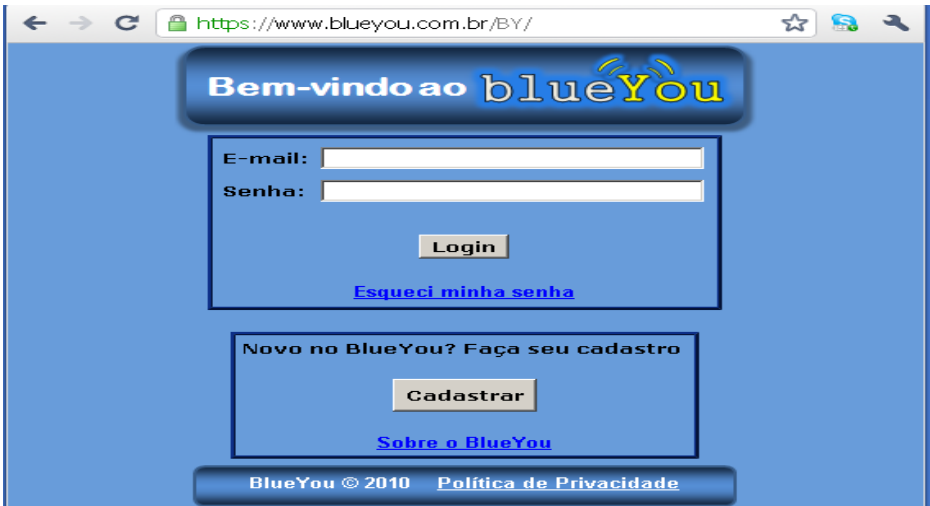 https://www.blueyou.com.br/BY/
Bem-vindo ao blueYou
E-mail:
Senha:
Login
Esqueci minha senha
Novo no BlueYou? Faça seu cadastro
Cadastrar
Sobre o BlueYou
BlueYou © 2010 Política de Privacidade